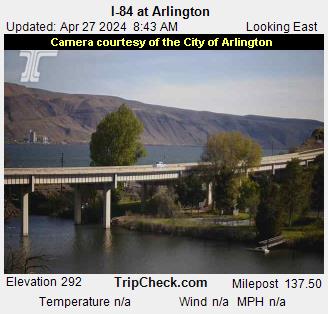 I-84 at Arlington
Updated: Apr 27 2024 8:43 AM Looking East
Camera courtesy of the City of Arlington
Elevation 292 TripCheck.com Milepost 137.50
Temperature n/a Wind n/a MPH n/a